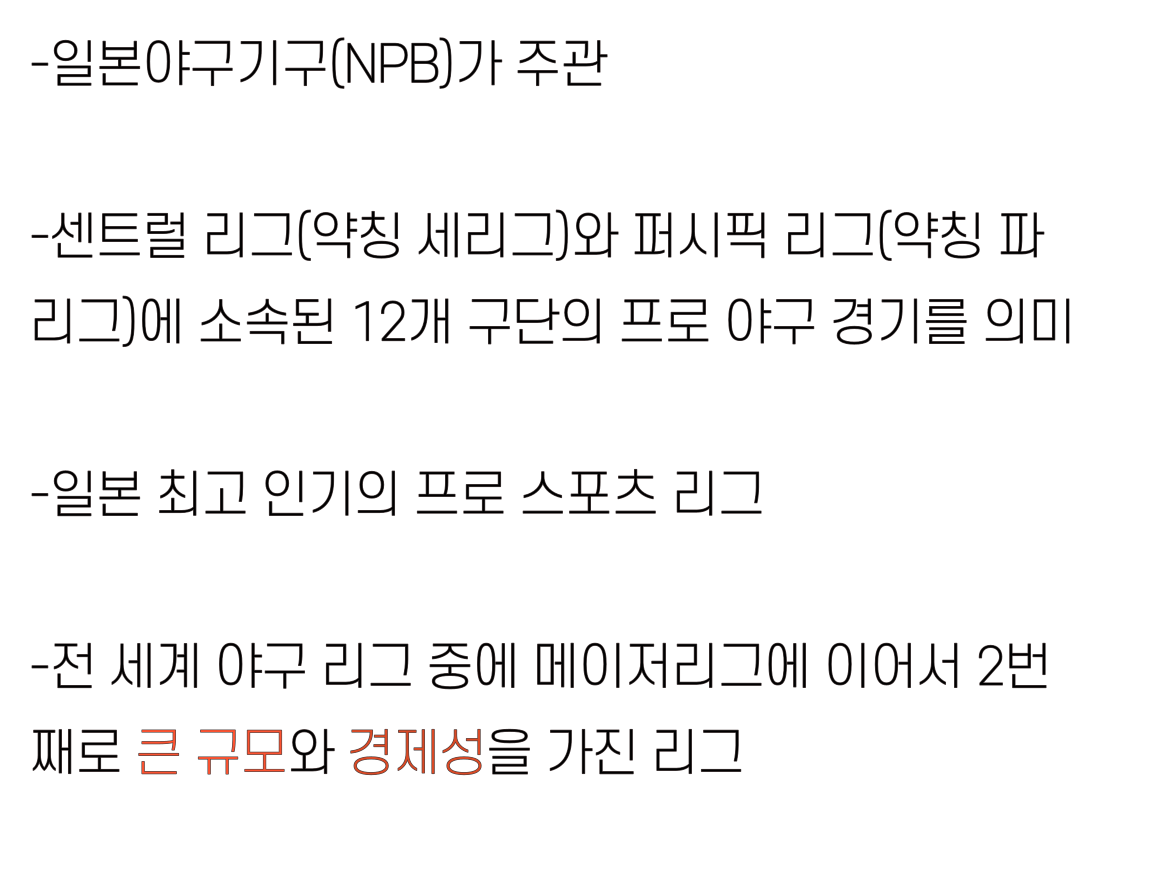 -일본야구기구(NPB)가 주관
-센트럴 리그(약칭 세리그)와 퍼시픽 리그(약칭 파
리그)에 소속된 12개 구단의 프로 야구 경기를 의미
-일본 최고 인기의 프로 스포츠 리그
-전 세계 야구 리그 중에 메이저리그에 이어서 2번
째로 큰 규모와 경제성을 가진 리그